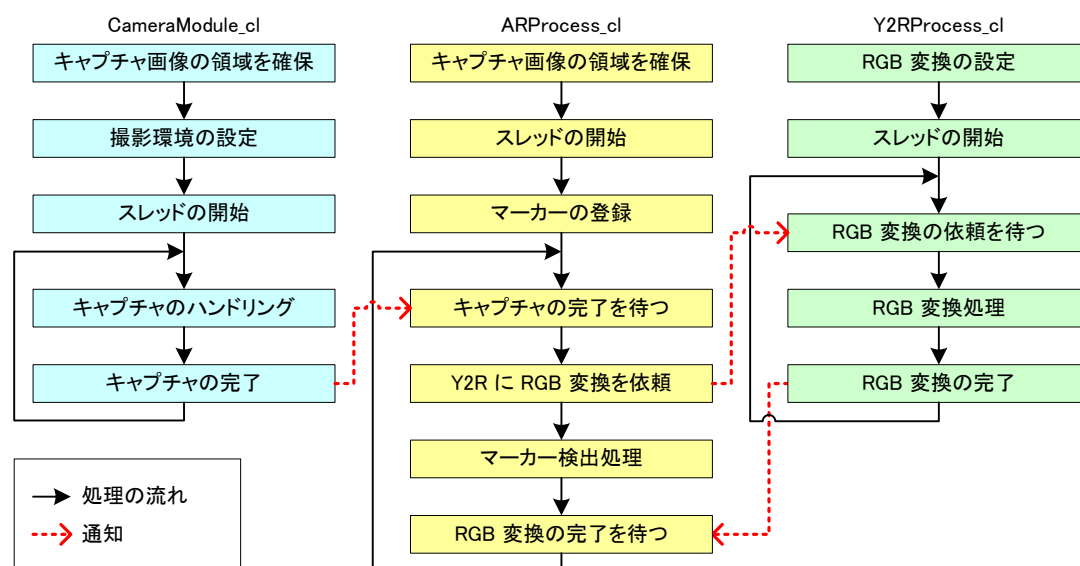 CameraModule_cl
キャプチャ画像の領域を確保
撮影環境の設定
スレッドの開始
キャプチャのハンドリング
キャプチャの完了
ARProcess_cl
キャプチャ画像の領域を確保
スレッドの開始
マーカーの登録
キャプチャの完了を待つ
Y2R に RGB 変換を依頼
マーカー検出処理
RGB 変換の完了を待つ
Y2RProcess_cl
RGB 変換の設定
スレッドの開始
RGB 変換の依頼を待つ
RGB 変換処理
RGB 変換の完了
処理の流れ
通知